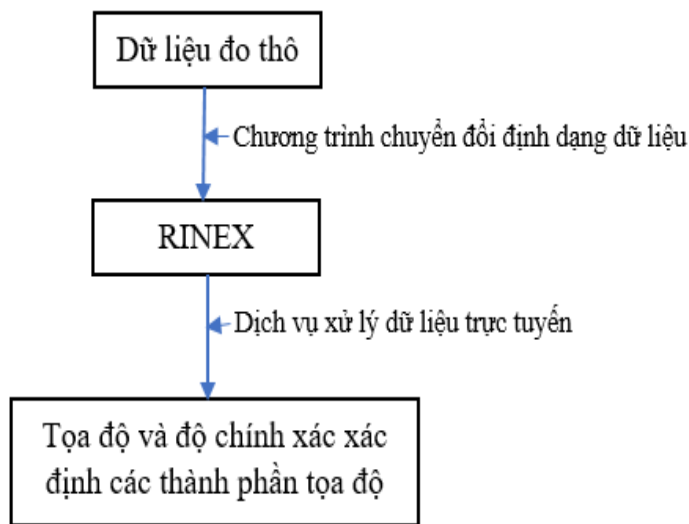 Dữ liệu đo thô
Chương trình chuyển đổi định dạng dữ liệu
RINEX
Dịch vụ xử lý dữ liệu trực tuyến
Tọa độ và độ chính xác xác
định các thành phần tọa độ